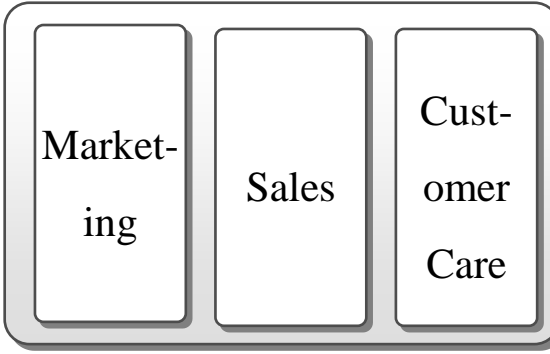 Market-
ing
Sales
Cust-
omer
Care